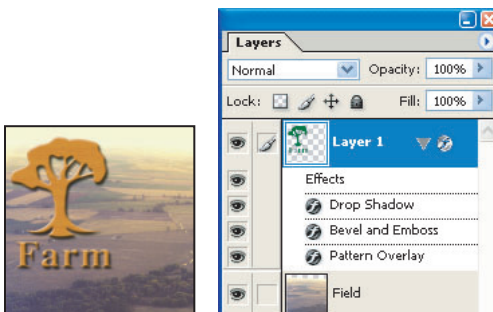 Farm
Layers
Normal Opacity: 100%
Lock: Fill: 100%
Layer 1
Effects
Drop Shadow
Bevel and Emboss
Pattern Overlay
Field